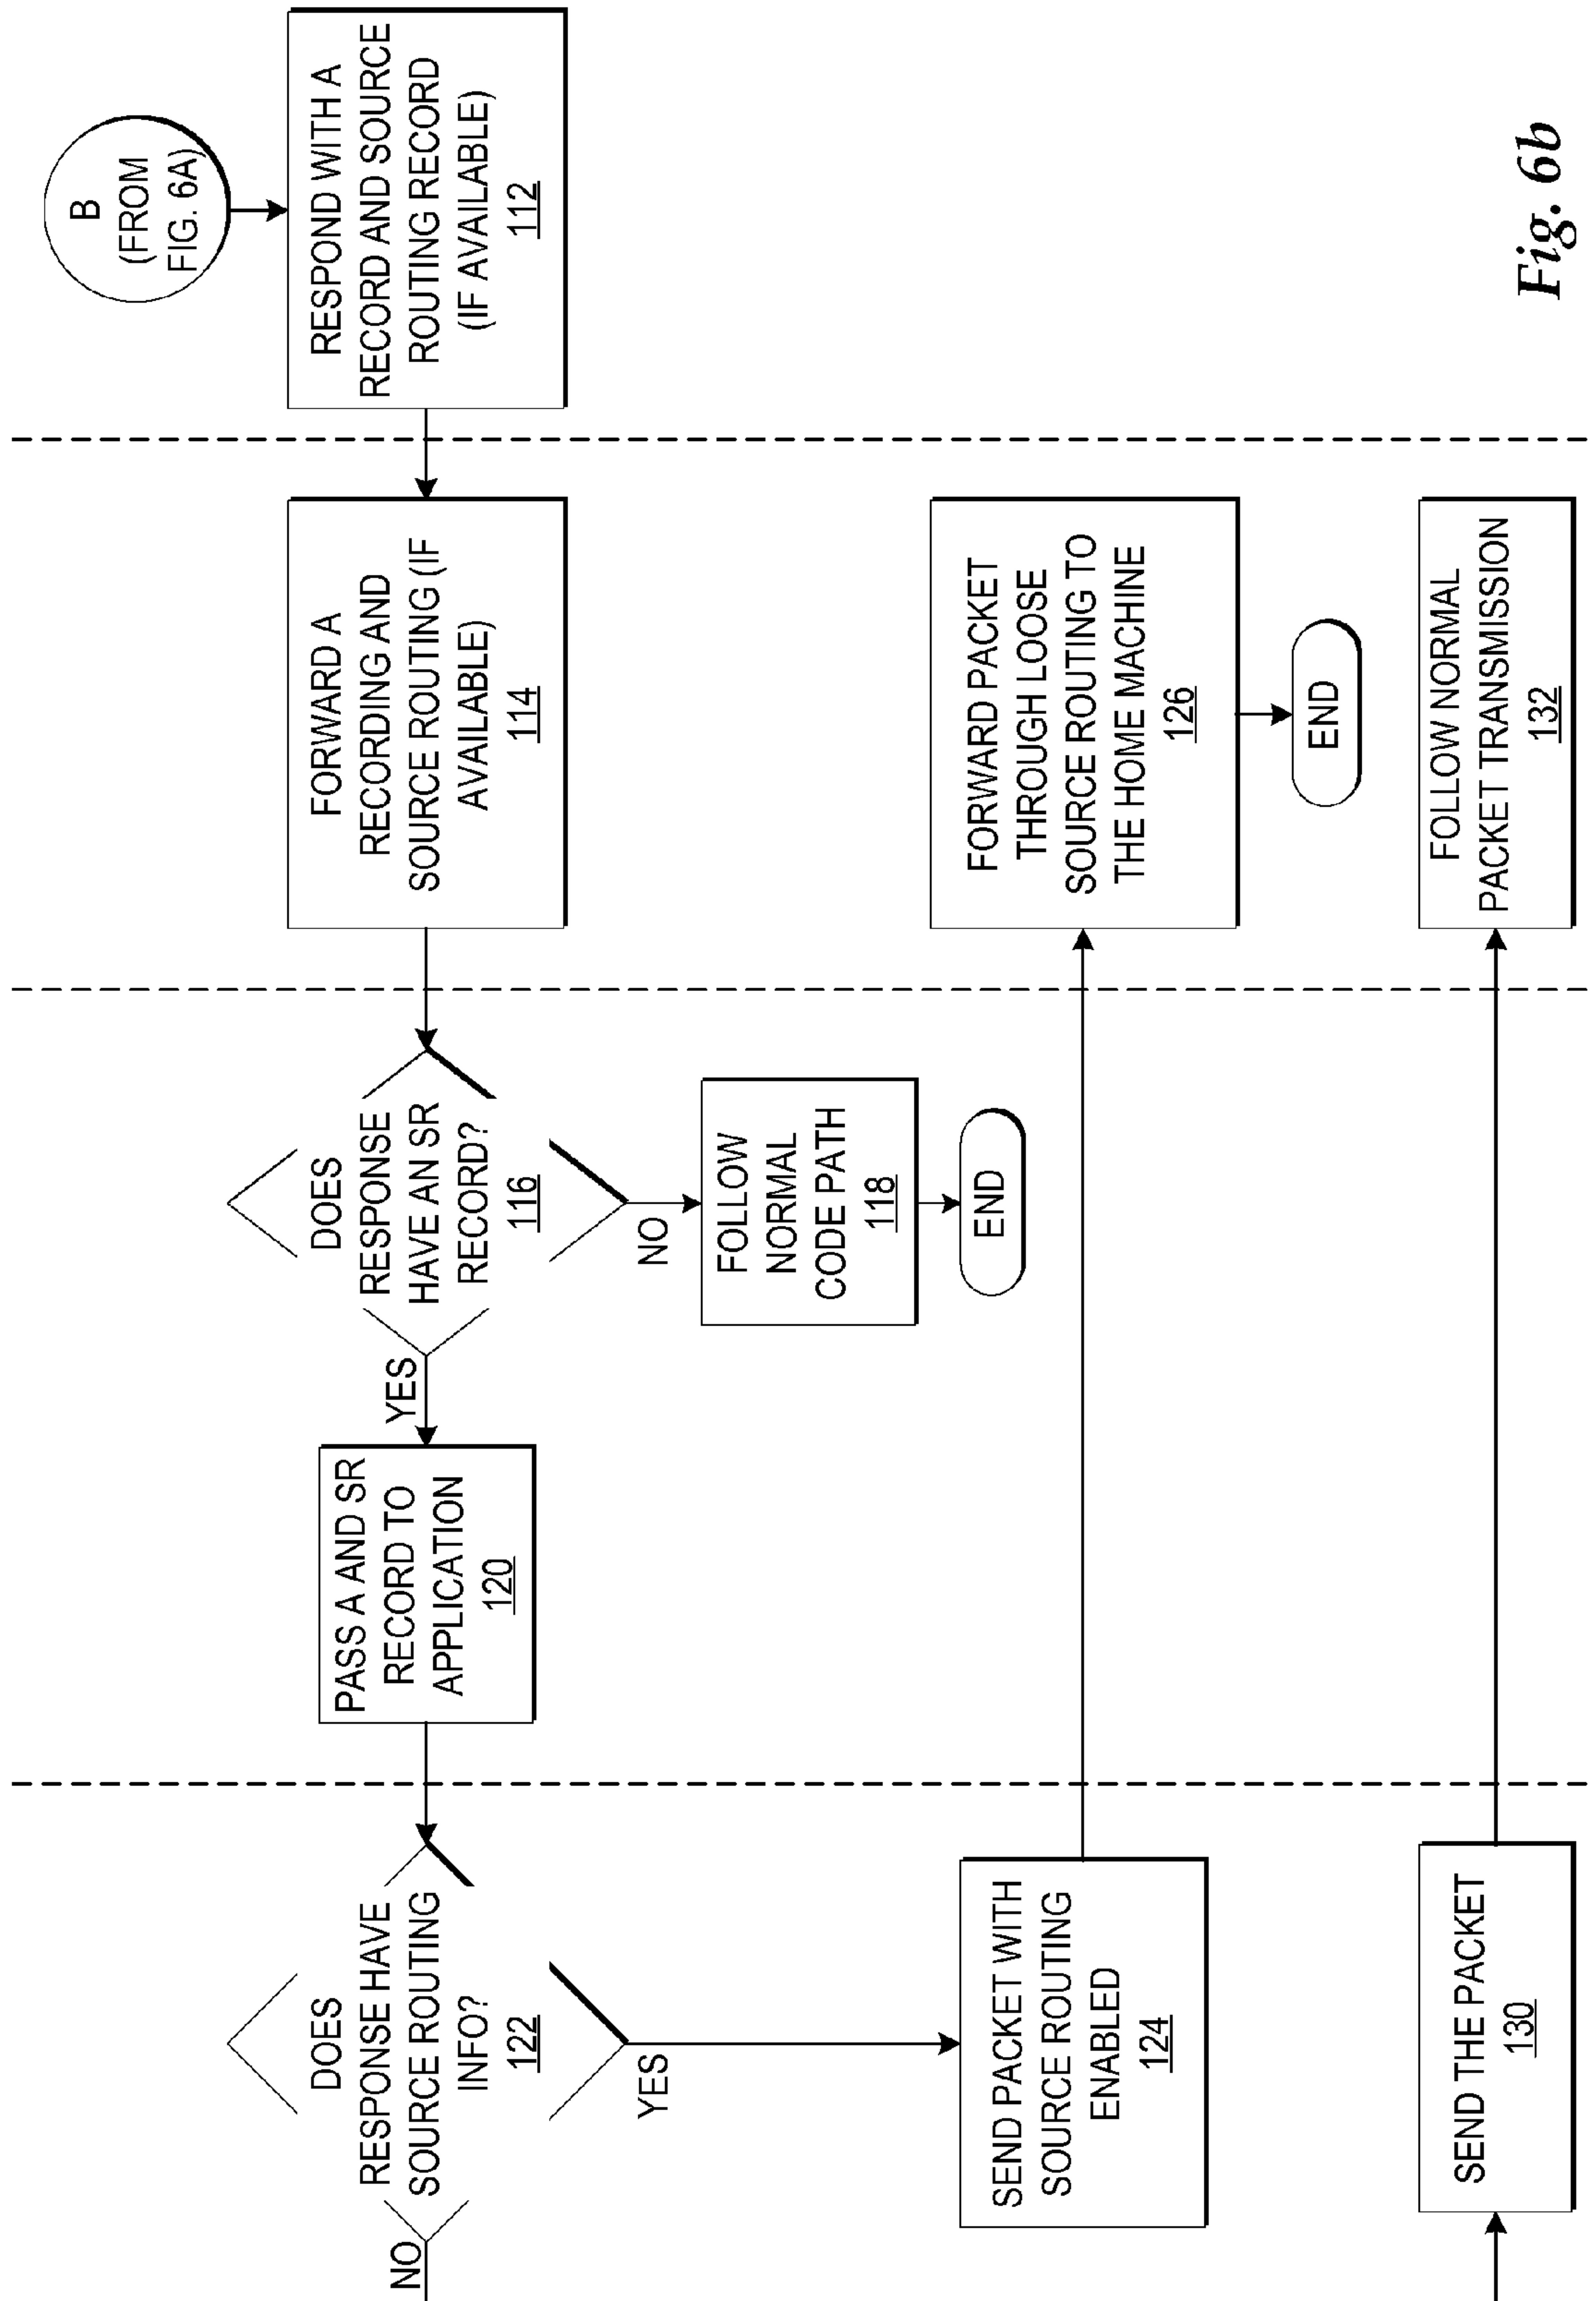 B
(FROM
FIG. 6A)
RESPOND WITH A
RECORD AND SOURCE
ROUTING RECORD
(IF AVAILABLE)
112
FORWARD A
RECORDING AND
SOURCE ROUTING (IF
AVAILABLE)
114
DOES
RESPONSE
HAVE AN SR
RECORD?
116
NO
FOLLOW
NORMAL
CODE PATH
118
END
YES
PASS A AND SR
RECORD TO
APPLICATION
120
DOES
RESPONSE HAVE
SOURCE ROUTING
INFO?
122
NO
YES
SEND PACKET WITH
SOURCE ROUTING
ENABLED
124
FORWARD PACKET
THROUGH LOOSE
SOURCE ROUTING TO
THE HOME MACHINE
126
END
SEND THE PACKET
130
FOLLOW NORMAL
PACKET TRANSMISSION
132
Fig. 6b